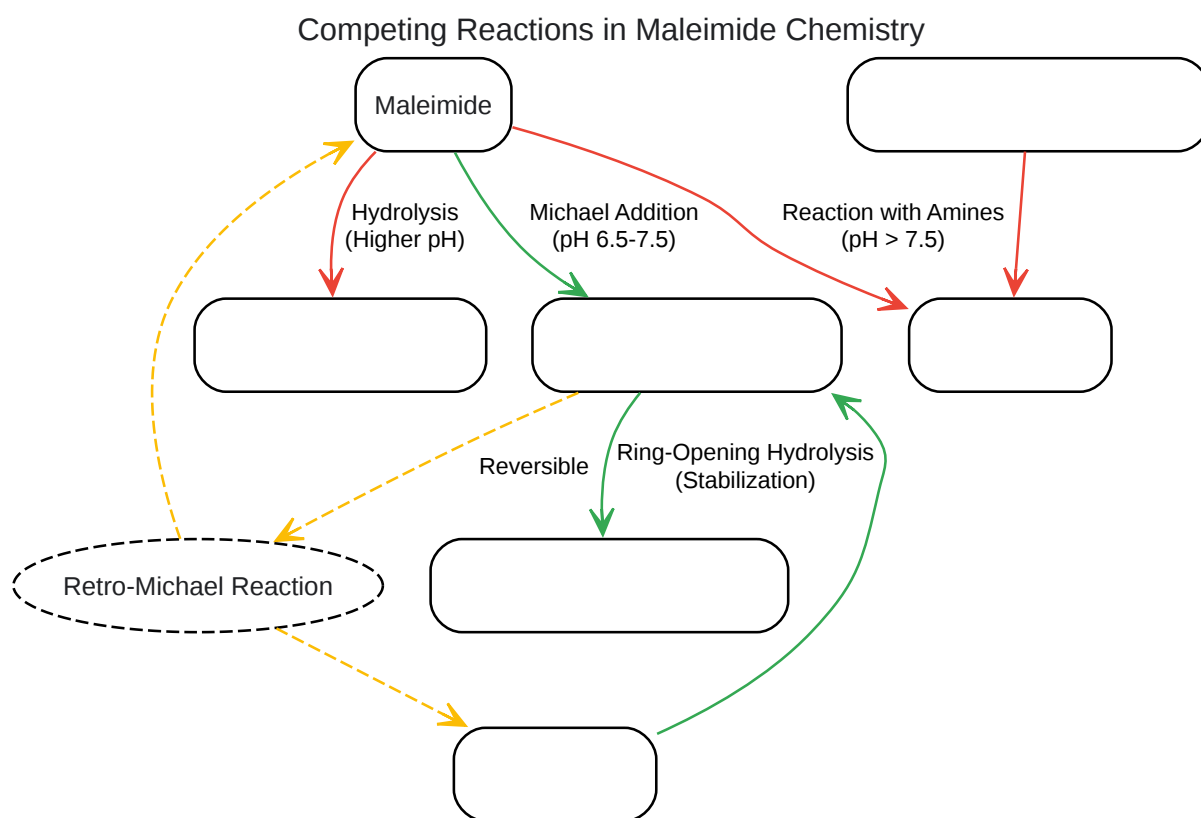 Competing Reactions in Maleimide Chemistry
Maleimide
Hydrolysis
(Higher pH)
Michael Addition
(pH 6.5-7.5)
Reaction with Amines
(pH > 7.5)
Reversible
Ring-Opening Hydrolysis
(Stabilization)
Retro-Michael Reaction